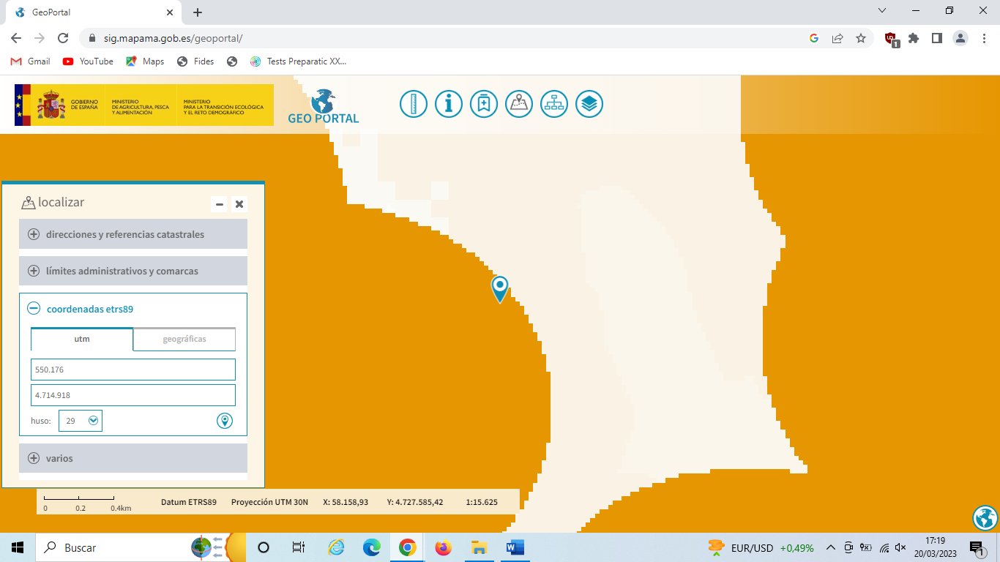 GeoPortal
sig.mapama.gob.es/geoportal/
1
Gmail
YouTube
Maps
Fides
Tests Preparatic XX...
GOBIERNO
DE ESPAÑA
MINISTERIO
DE AGRICULTURA, PESCA
Y ALIMENTACIÓN
MINISTERIO
PARA LA TRANSICIÓN ECOLÓGICA
Y EL RETO DEMOGRÁFICO
GEO PORTAL
localizar
direcciones y referencias catastrales
límites administrativos y comarcas
coordenadas etrs89
utm
geográficas
550.176
4.714.918
huso:
29
varios
0 0.2 0.4km
Datum ETRS89
Proyección UTM 30N
X: 58.158,93
Y: 4.727.585,42
1:15.625
Buscar
EUR/USD +0,49%
17:19
20/03/2023
1